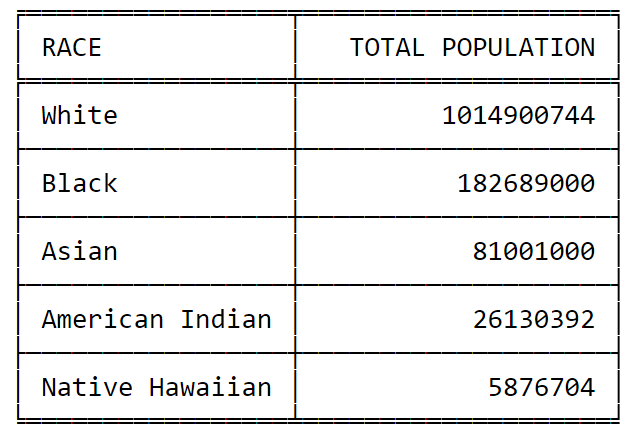 RACE TOTAL POPULATION
White 1014900744
Black 182689000
Asian 81001000
American Indian 26130392
Native Hawaiian 5876704